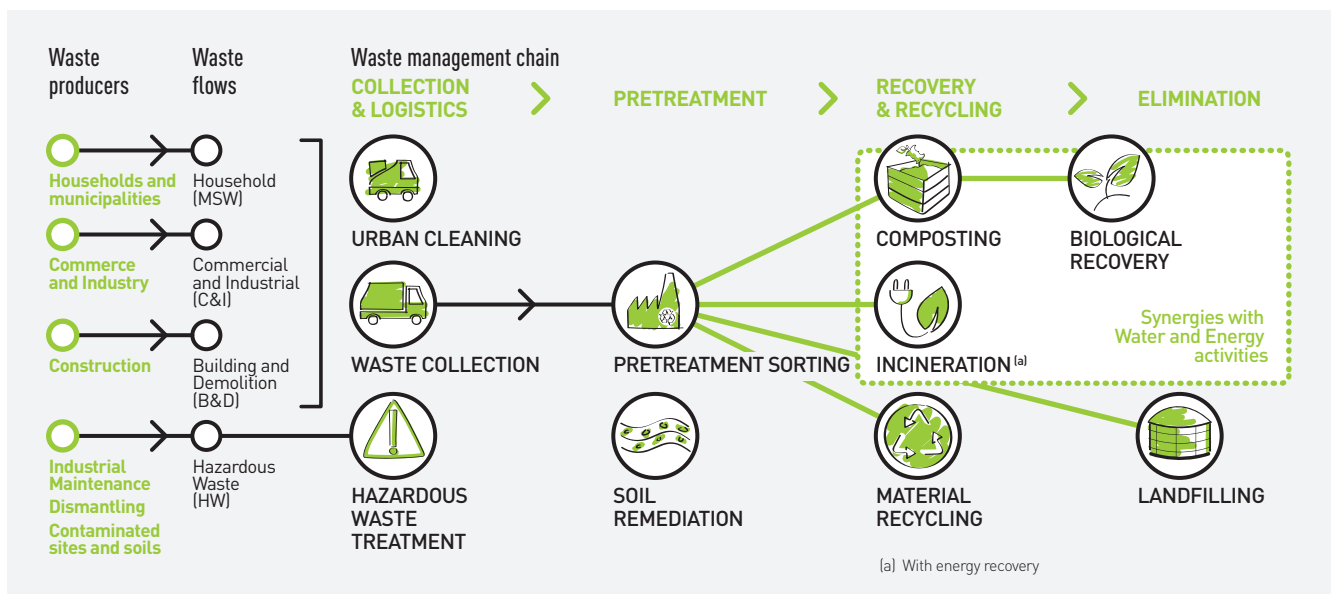 Waste
producers
Waste
flows
Waste management chain
COLLECTION
& LOGISTICS
PRETREATMENT
RECOVERY
& RECYCLING
ELIMINATION
Households and
municipalities
Household
(MSW)
URBAN CLEANING
COMPOSTING
BIOLOGICAL
RECOVERY
Commerce
and Industry
Commercial
and Industrial
(C&I)
Construction
Building and
Demolition
(B&D)
WASTE COLLECTION
PRETREATMENT SORTING
INCINERATION (a)
Synergies with
Water and Energy
activities
Industrial
Maintenance
Dismantling
Contaminated
sites and soils
Hazardous
Waste
(HW)
HAZARDOUS
WASTE
TREATMENT
SOIL
REMEDIATION
MATERIAL
RECYCLING
LANDFILLING
(a) With energy recovery